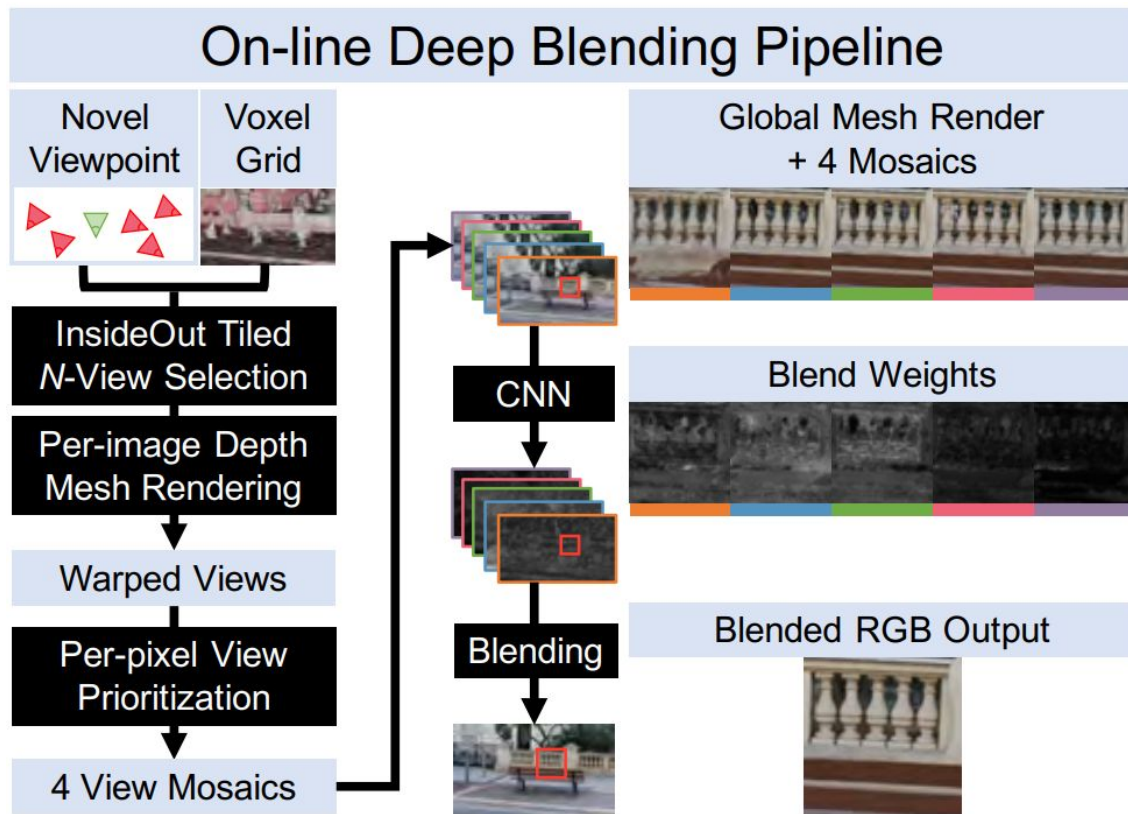 On-line Deep Blending Pipeline
Novel
Viewpoint
Voxel
Grid
InsideOut Tiled
N-View Selection
Per-image Depth
Mesh Rendering
Warped Views
Per-pixel View
Prioritization
4 View Mosaics
CNN
Blending
Global Mesh Render
+ 4 Mosaics
Blend Weights
Blended RGB Output